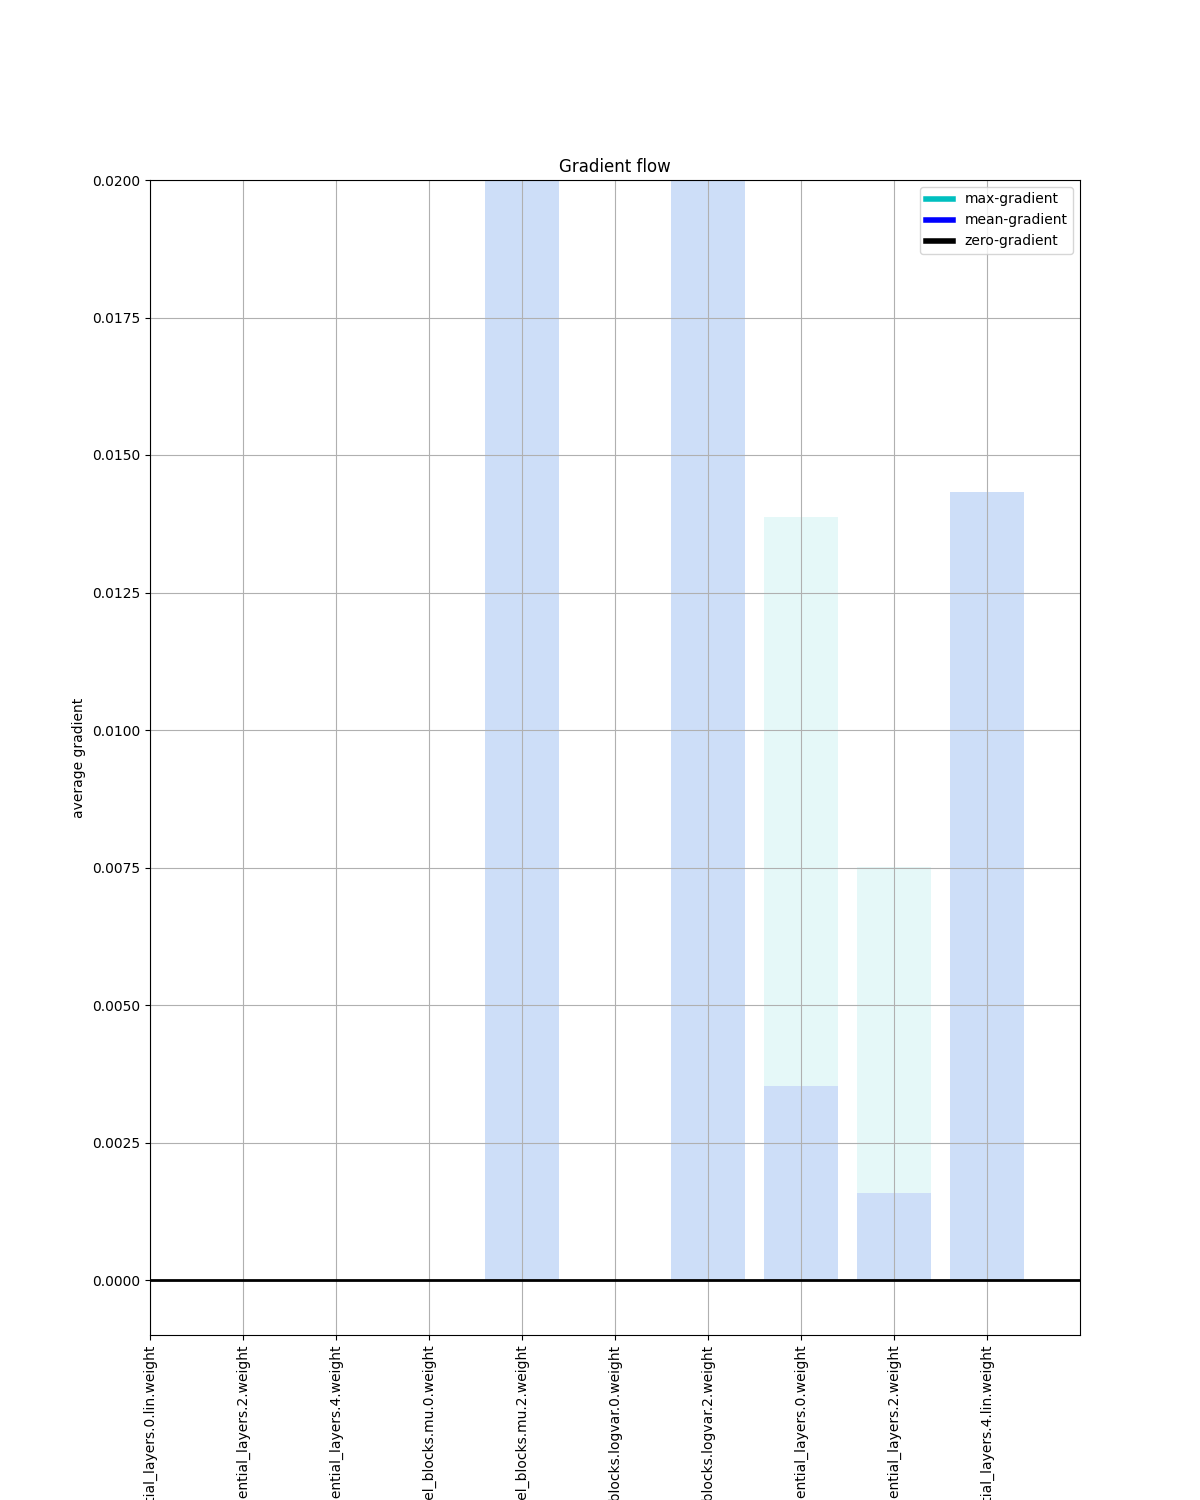 Gradient flow
max-gradient
mean-gradient
zero-gradient
average gradient
0.0200
0.0175
0.0150
0.0125
0.0100
0.0075
0.0050
0.0025
0.0000
tial_layers.0.lin.weight
ential_layers.2.weight
ential_layers.4.weight
el_blocks.mu.0.weight
el_blocks.mu.2.weight
blocks.logvar.0.weight
blocks.logvar.2.weight
ential_layers.0.weight
ential_layers.2.weight
tial_layers.4.lin.weight